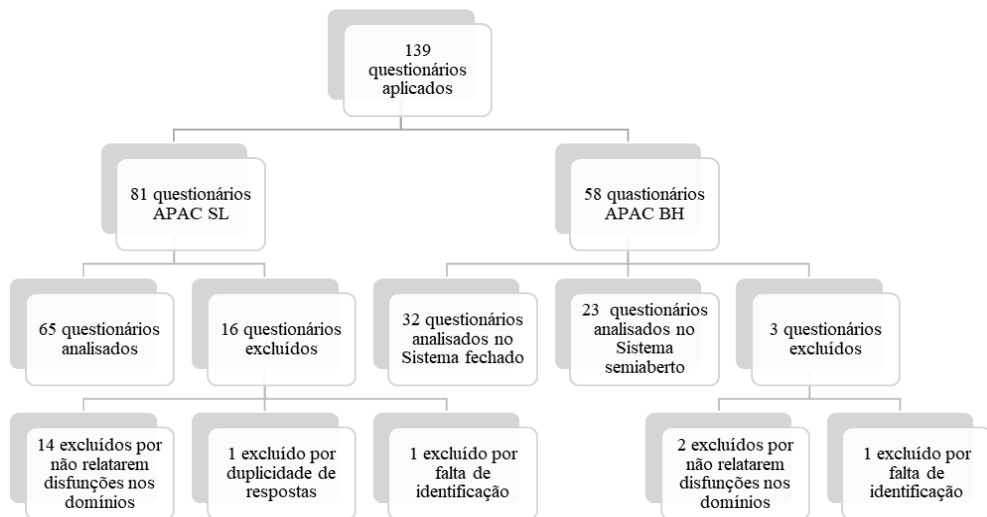 139
questionários
aplicados
81 questionários
APAC SL
58 quastionários
APAC BH
65 questionários
analisados
16 questionários
excluídos
32 questionários
analisados no
Sistema fechado
23 questionários
analisados no
Sistema
semiaberto
3 questionários
excluídos
14 excluídos por
não relatarem
disfunções nos
domínios
1 excluído por
duplicidade de
respostas
1 excluído por
falta de
identificação
2 excluídos por
não relatarem
disfunções nos
domínios
1 excluído por
falta de
identificação